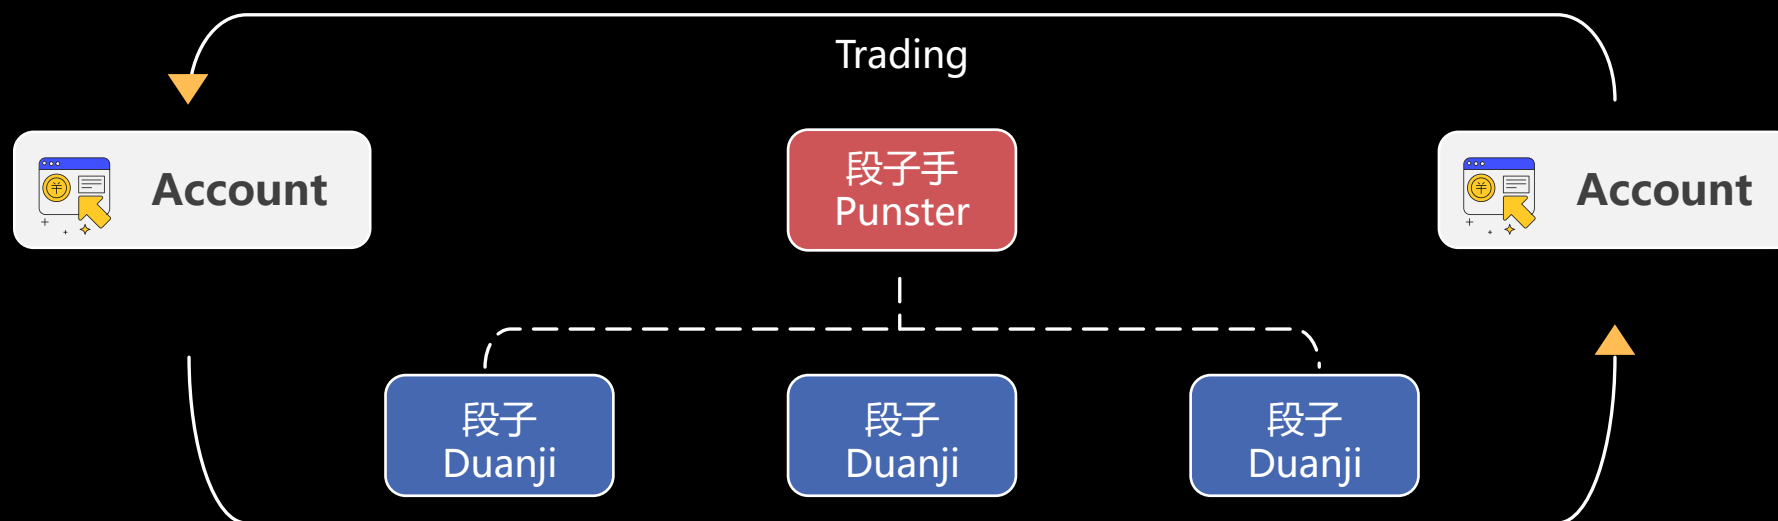 Trading
Account
段子手
Punster
Account
段子
Duanji
段子
Duanji
段子
Duanji